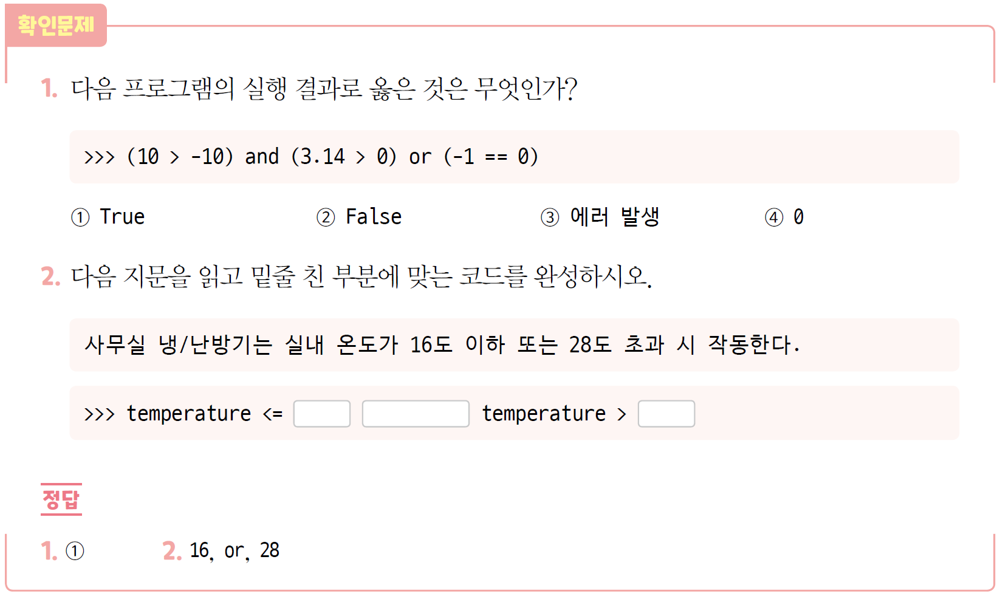 확인문제
1. 다음 프로그램의 실행 결과로 옳은 것은 무엇인가?
>>> (10 > -10) and (3.14 > 0) or (-1 == 0)
① True ② False ③ 에러 발생 ④ 0
2. 다음 지문을 읽고 밑줄 친 부분에 맞는 코드를 완성하시오.
사무실 냉/난방기는 실내 온도가 16도 이하 또는 28도 초과 시 작동한다.
>>> temperature <= temperature >
정답
1. ① 2. 16, or, 28